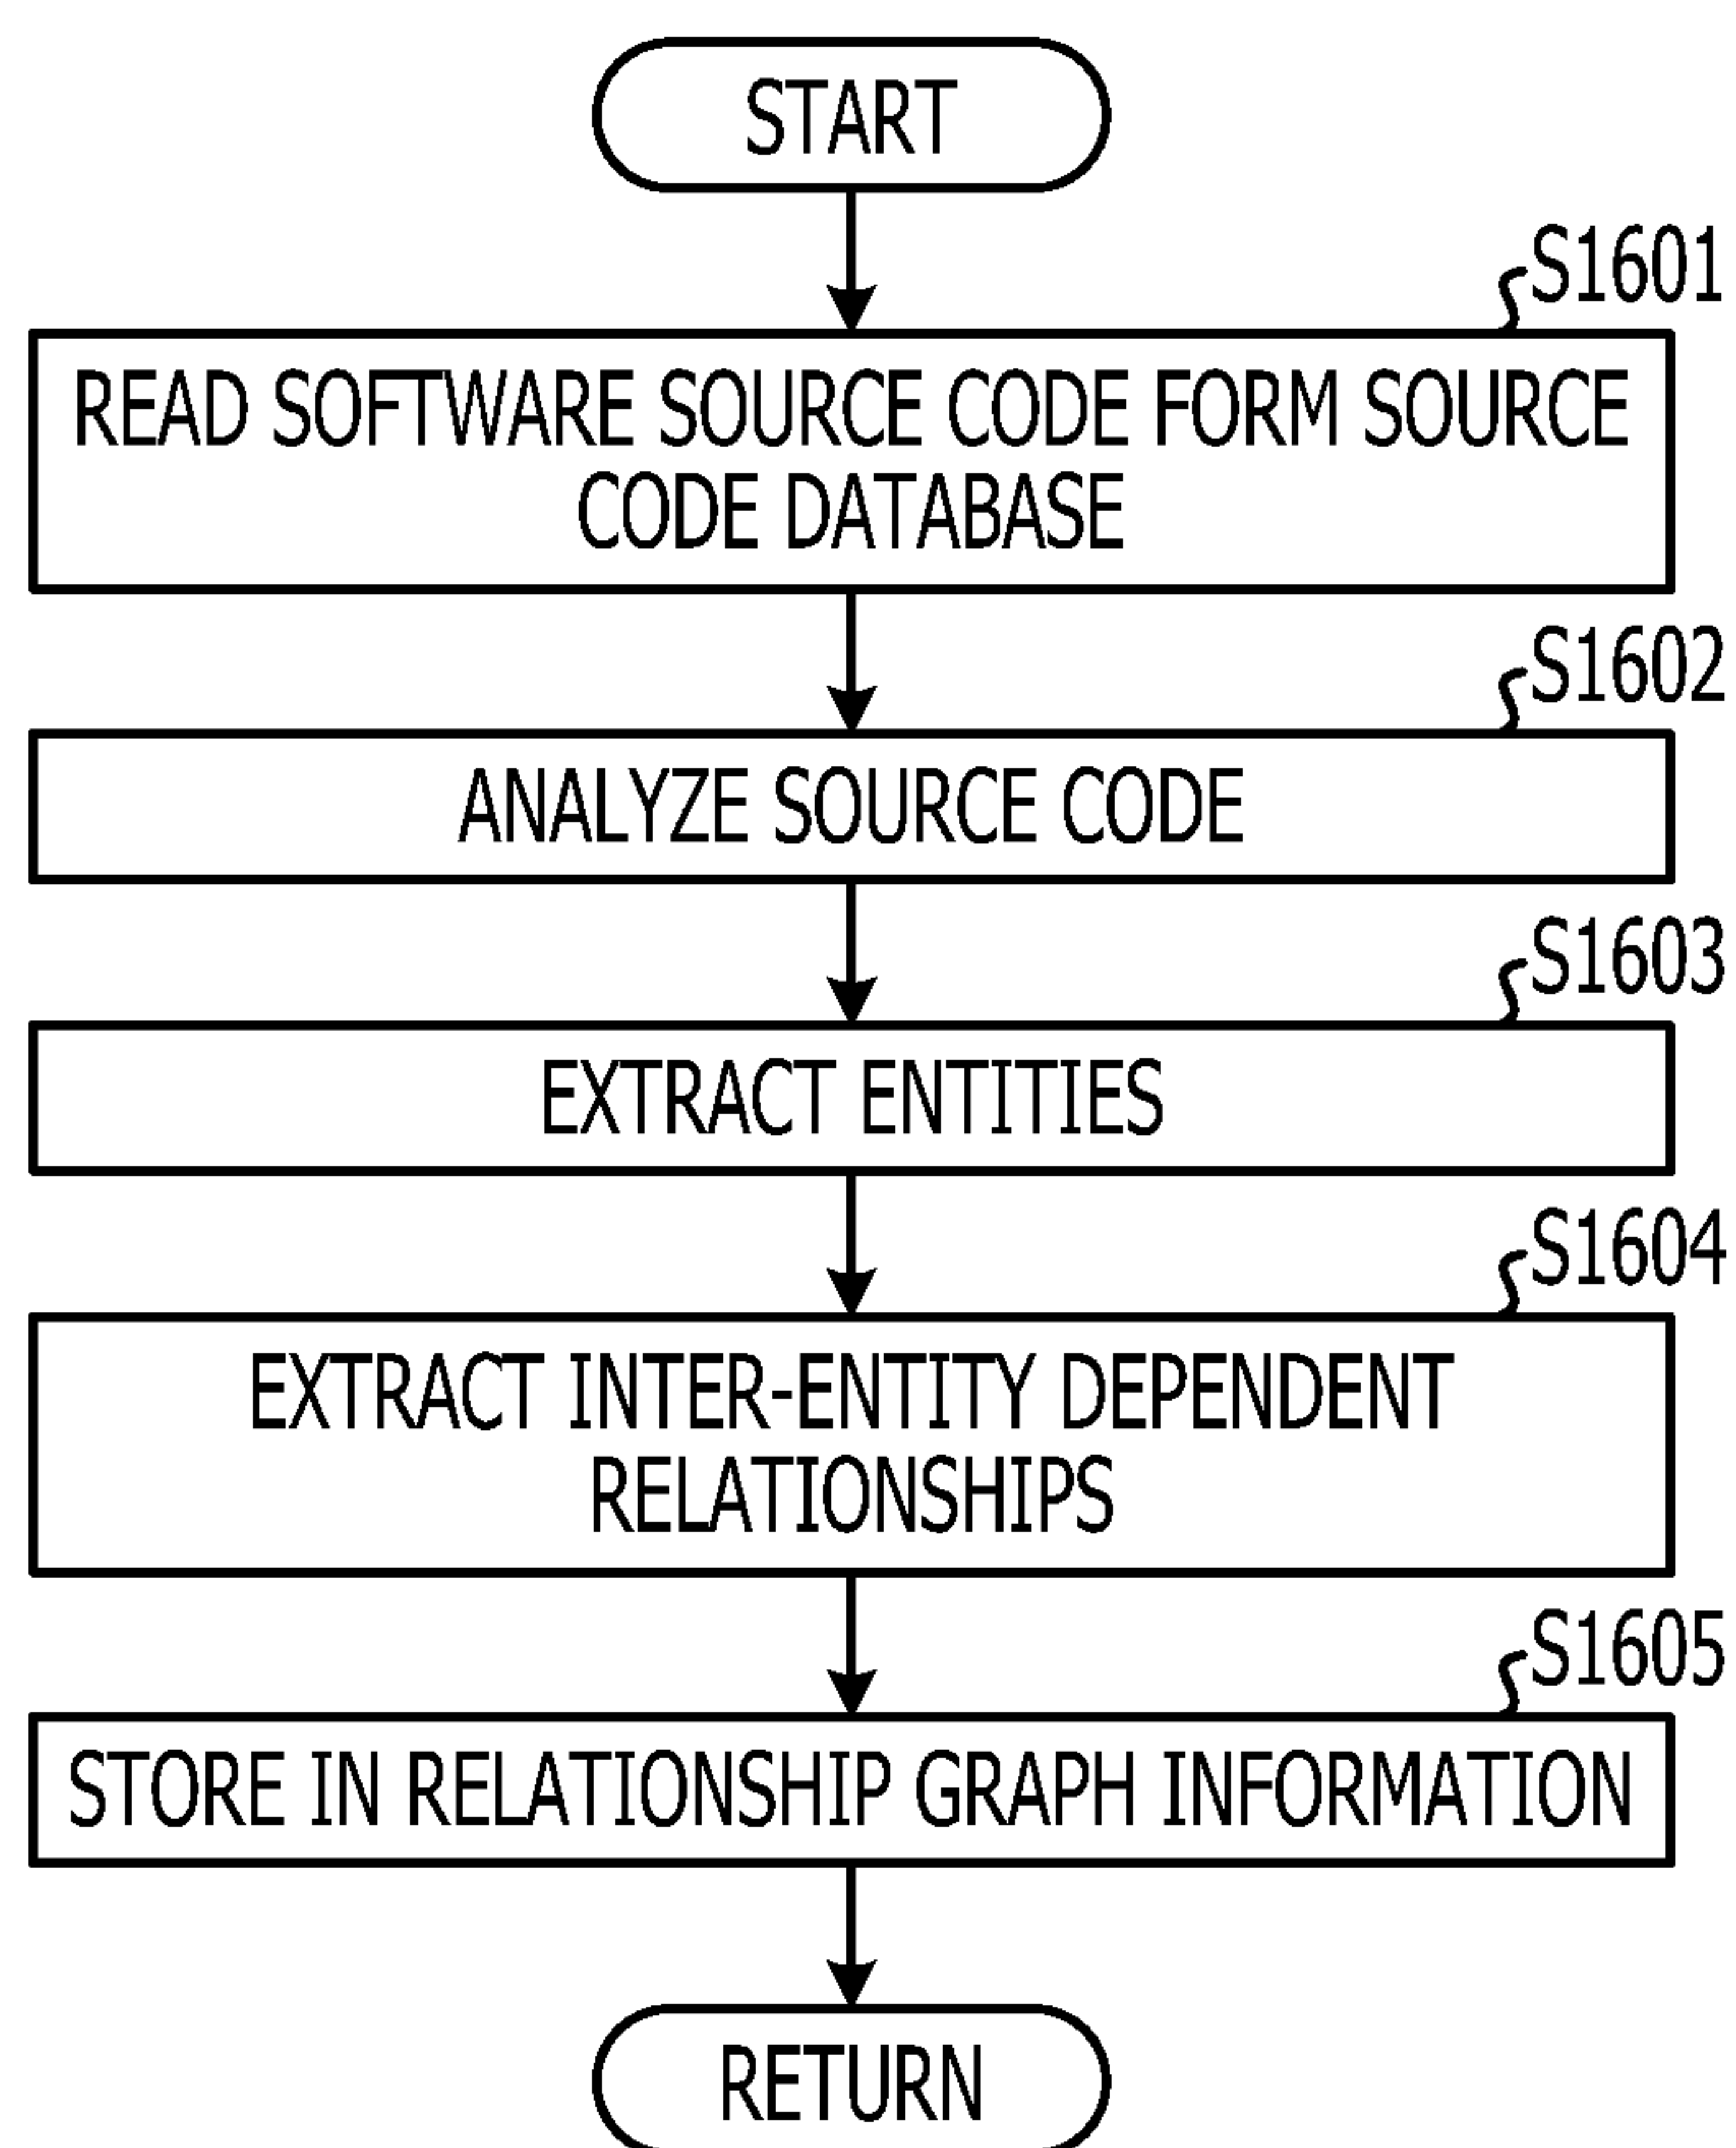 START
S1601
READ SOFTWARE SOURCE CODE FORM SOURCE
CODE DATABASE
S1602
ANALYZE SOURCE CODE
S1603
EXTRACT ENTITIES
S1604
EXTRACT INTER-ENTITY DEPENDENT
RELATIONSHIPS
S1605
STORE IN RELATIONSHIP GRAPH INFORMATION
RETURN